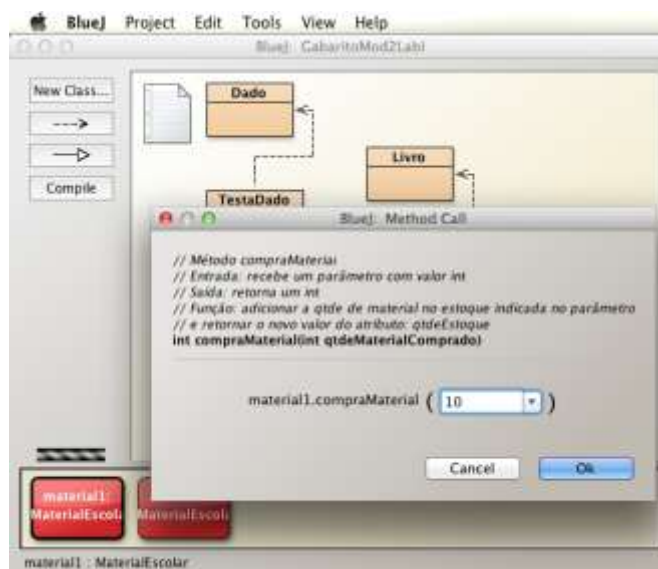 BlueJ Project Edit Tools View Help
BlueJ: GabaritoMod2Lab1
New Class...
Compile
Dado
Livro
TestaDado
BlueJ: Method Call
// Método compraMaterial
// Entrada: recebe um parâmetro com valor int
// Saída: retorna um int
// Função: adicionar a qtde de material no estoque indicada no parâmetro
// e retornar o novo valor do atributo: qtdeEstoque
int compraMaterial(int qtdeMaterialComprado)
material1.compraMaterial ( 10 )
Cancel Ok
material1:
MaterialEscola MaterialEscola
material1 : MaterialEscolar